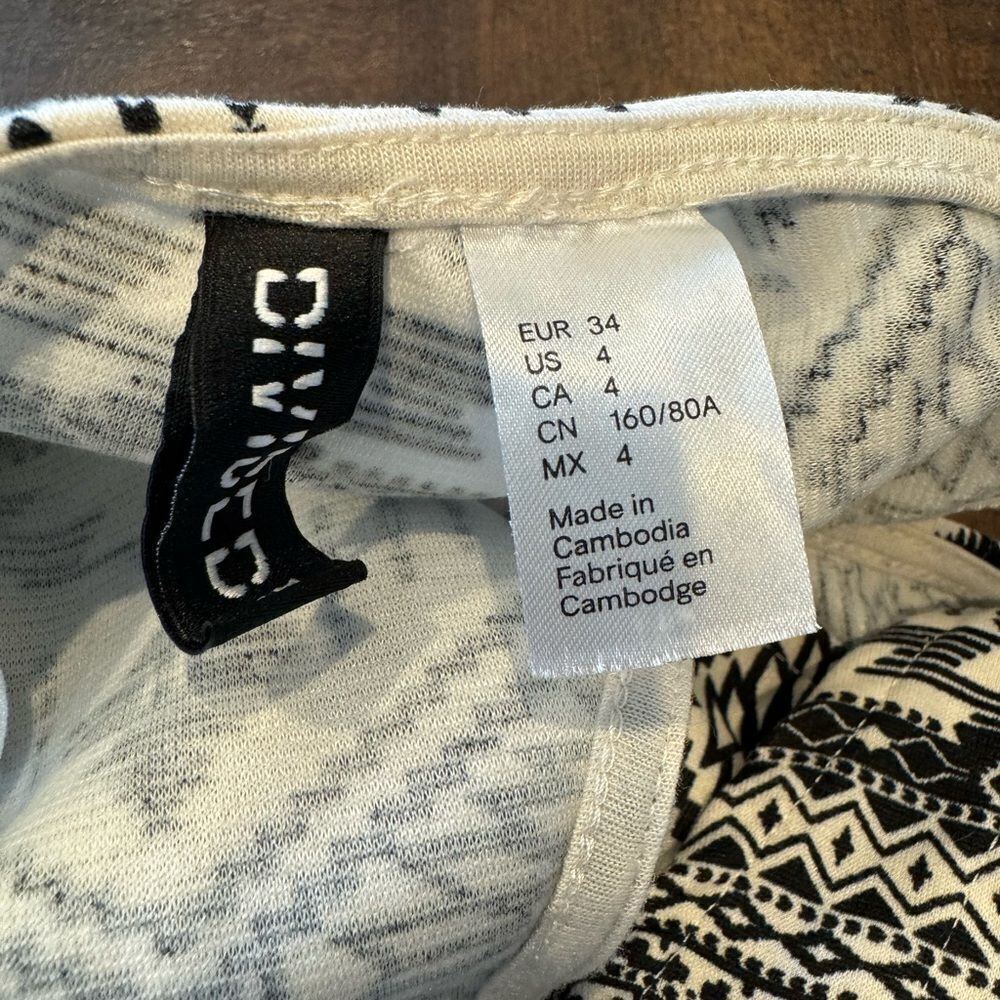 DIVIDED
EUR 34
US 4
CA 4
CN 160/80A
MX 4
Made in
Cambodia
Fabriqué en
Cambodge